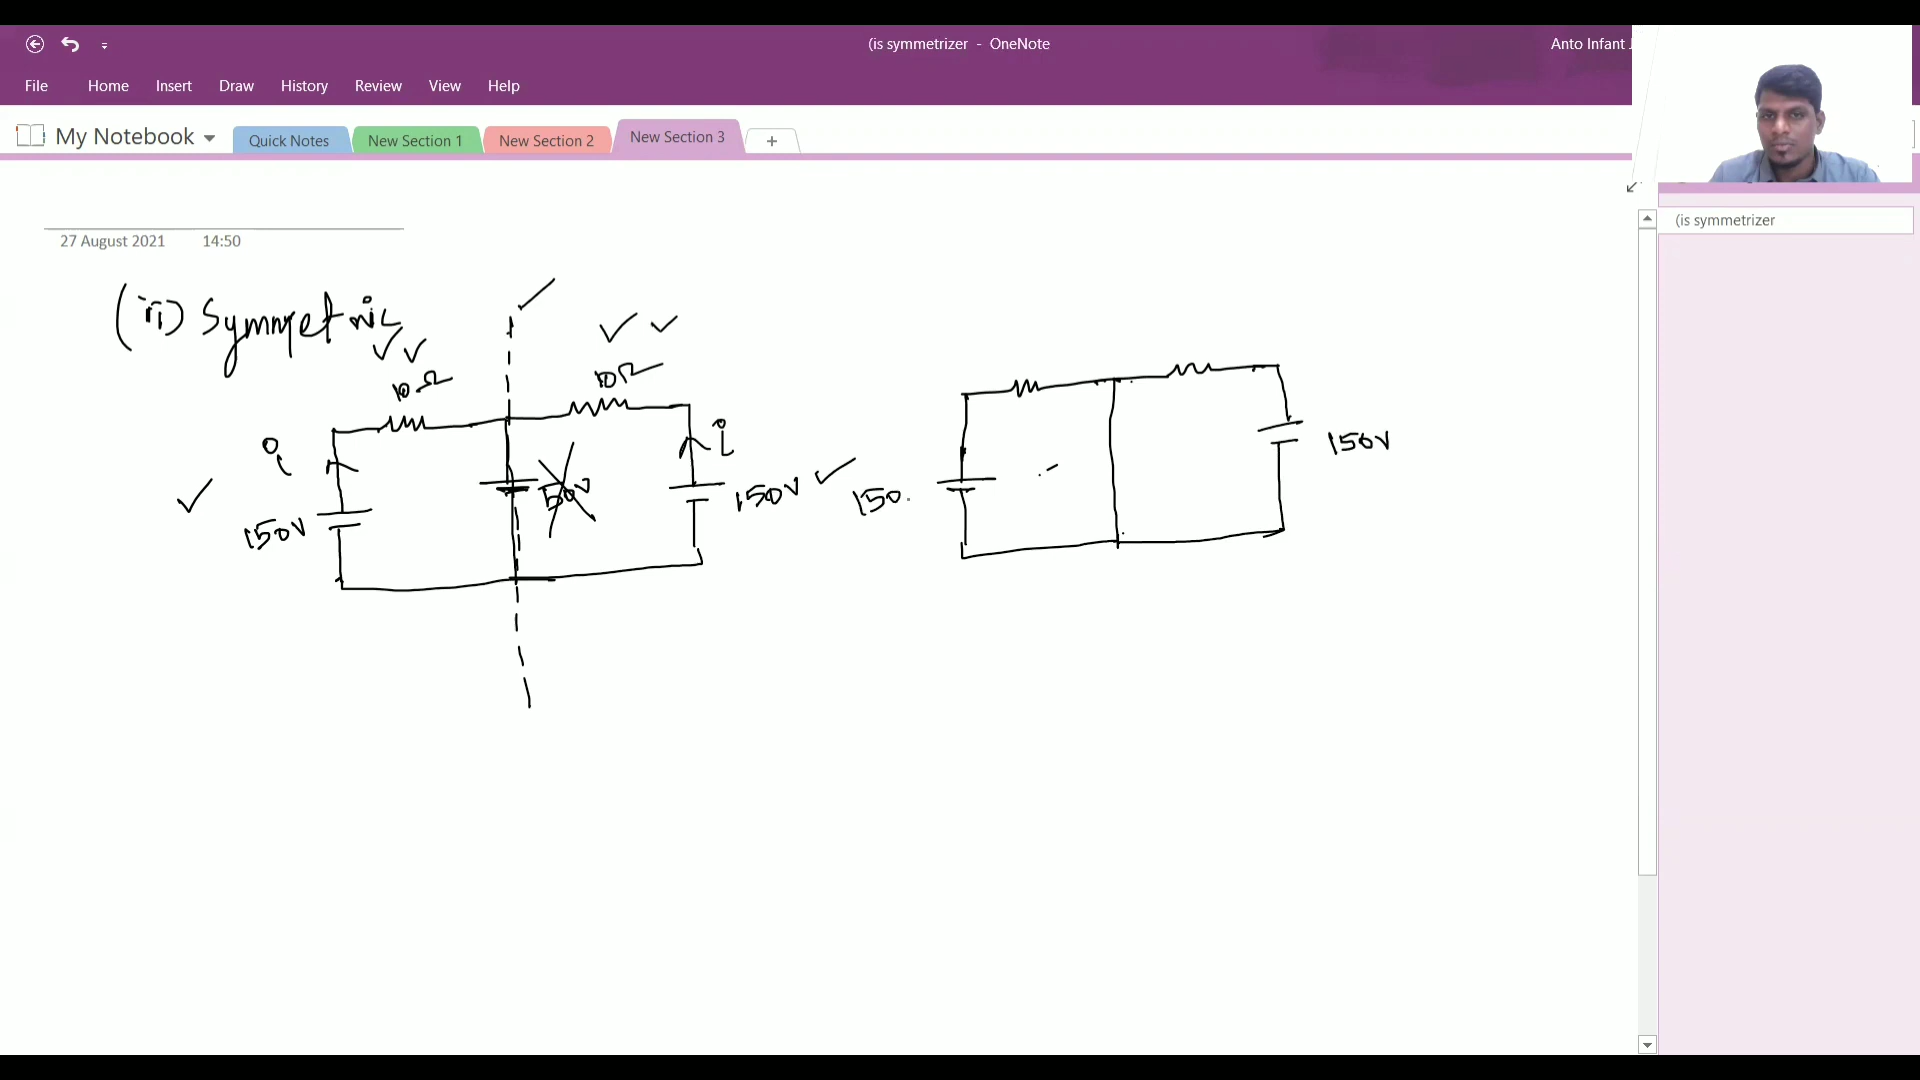 (is symmetrizer - OneNote
Anto Infant J
File Home Insert Draw History Review View Help
My Notebook Quick Notes New Section 1 New Section 2 New Section 3 +
(is symmetrizer
27 August 2021 14:50
(iii) Symmetric
10Ω 10Ω
i i
150V 50V 150V 150. 150V